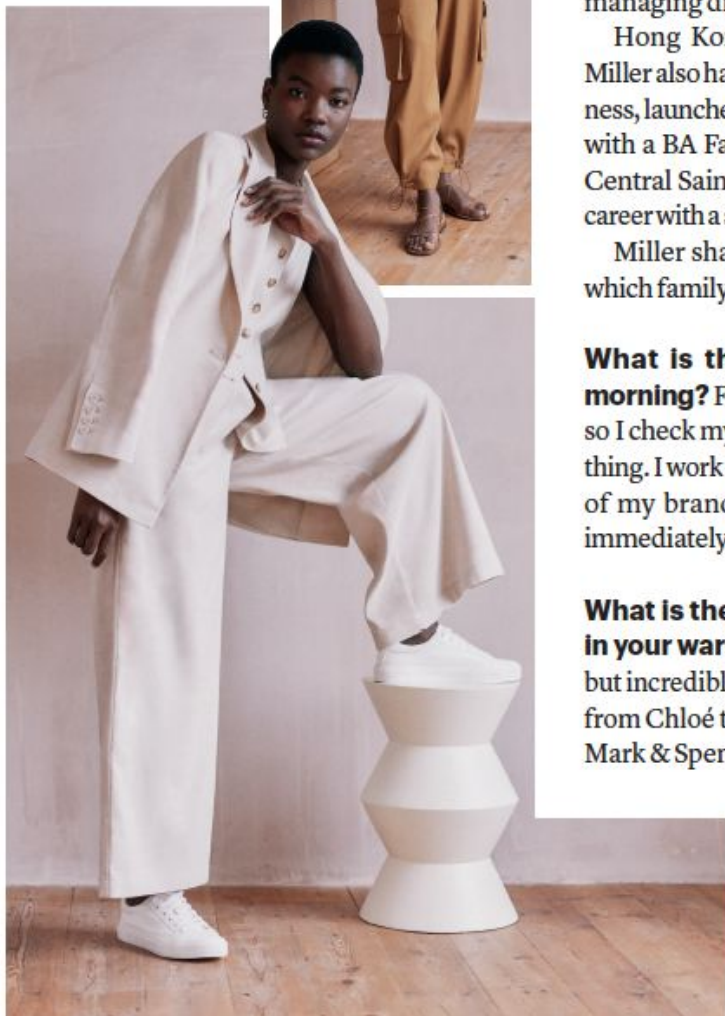 managing di
Hong Ko
Miller also ha
ness, launche
with a BA Fa
Central Sain
career with a
Miller sha
which family
What is th
morning? F
so I check my
thing. I work
of my brand
immediately
What is the
in your war
but incredibl
from Chloé t
Mark & Spen